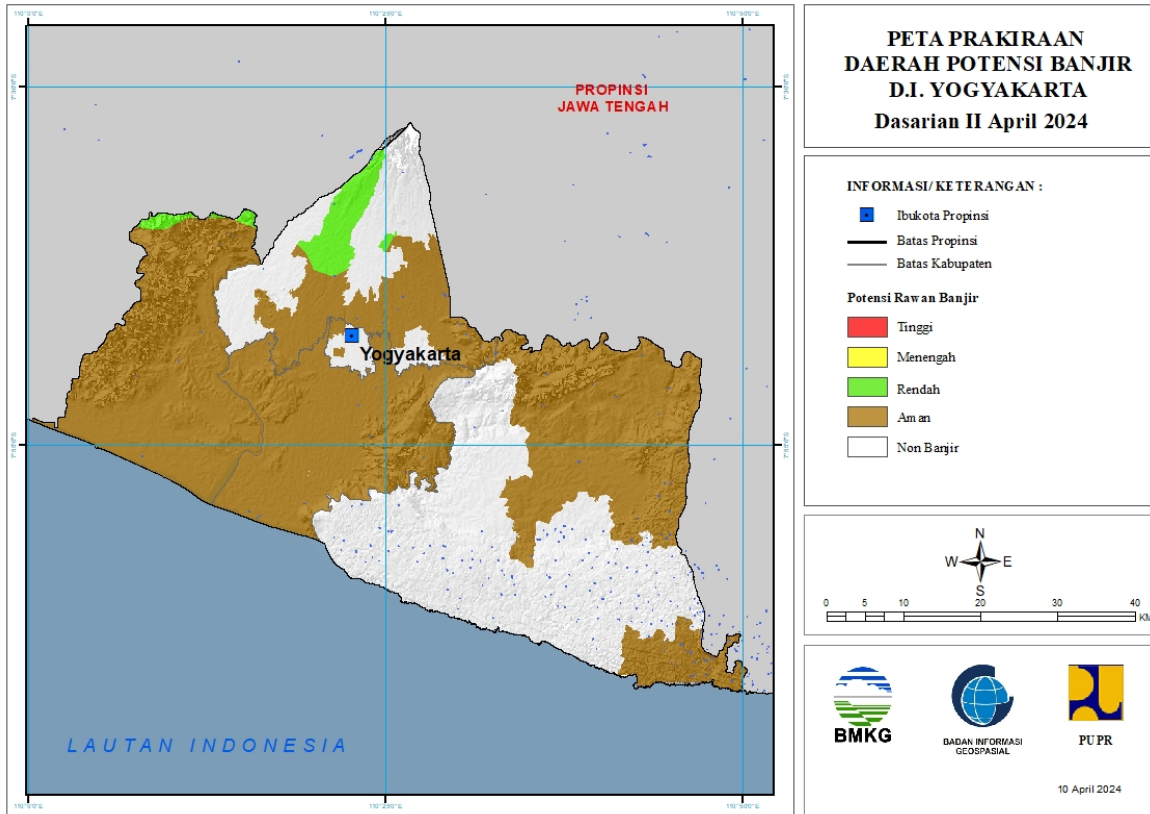 PETA PRAKIRAAN
DAERAH POTENSI BANJIR
D.I. YOGYAKARTA
Dasarian II April 2024
PROPINSI
JAWA TENGAH
Yogyakarta
LAUTAN INDONESIA
INFORMASI/ KETERANGAN :
Ibukota Propinsi
Batas Propinsi
Batas Kabupaten
Potensi Rawan Banjir
Tinggi
Menengah
Rendah
Aman
Non Banjir
N
W E
S
0 5 10 20 30 40
KM
BMKG
BADAN INFORMASI
GEOSPASIAL
PUPR
10 April 2024